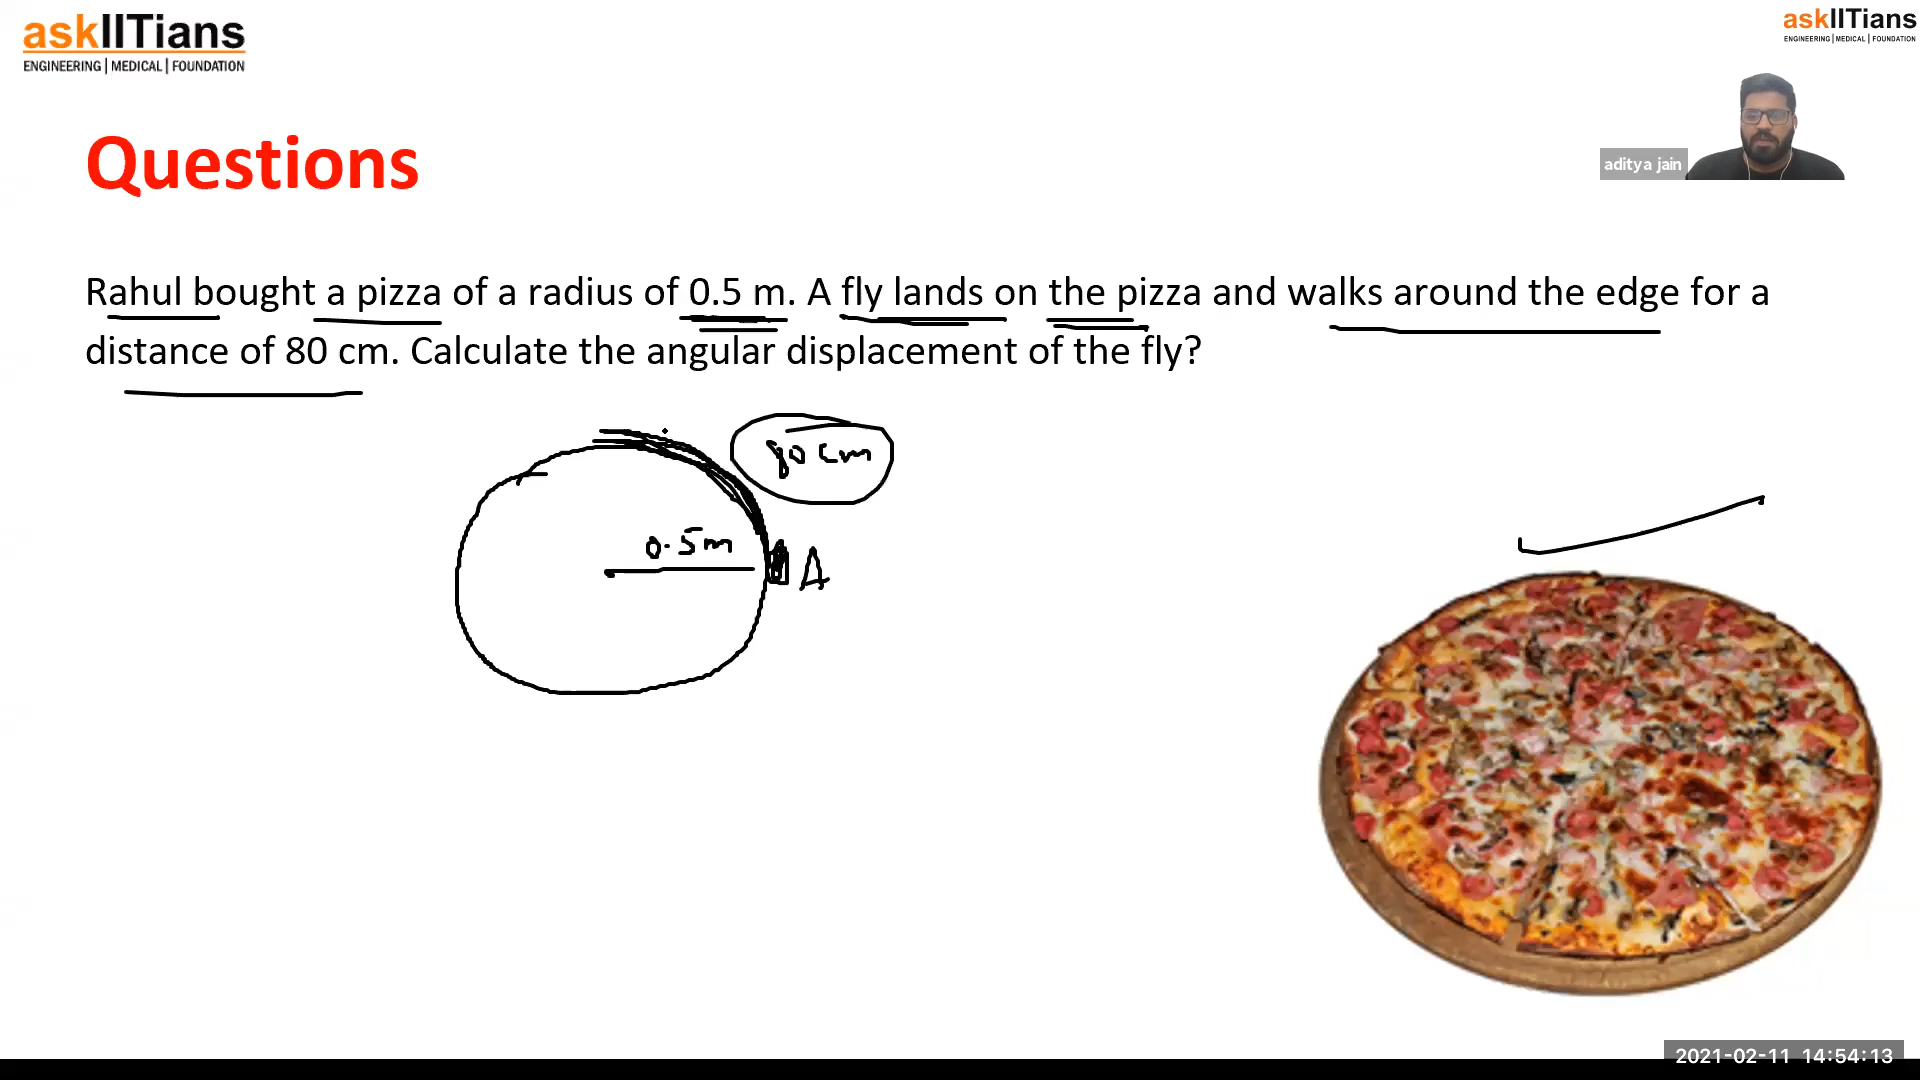 askIITians
ENGINEERING | MEDICAL | FOUNDATION
askIITians
ENGINEERING | MEDICAL | FOUNDATION
aditya jain
Questions
Rahul bought a pizza of a radius of 0.5 m. A fly lands on the pizza and walks around the edge for a
distance of 80 cm. Calculate the angular displacement of the fly?
80 cm
0.5m
A
2021-02-11 14:54:13